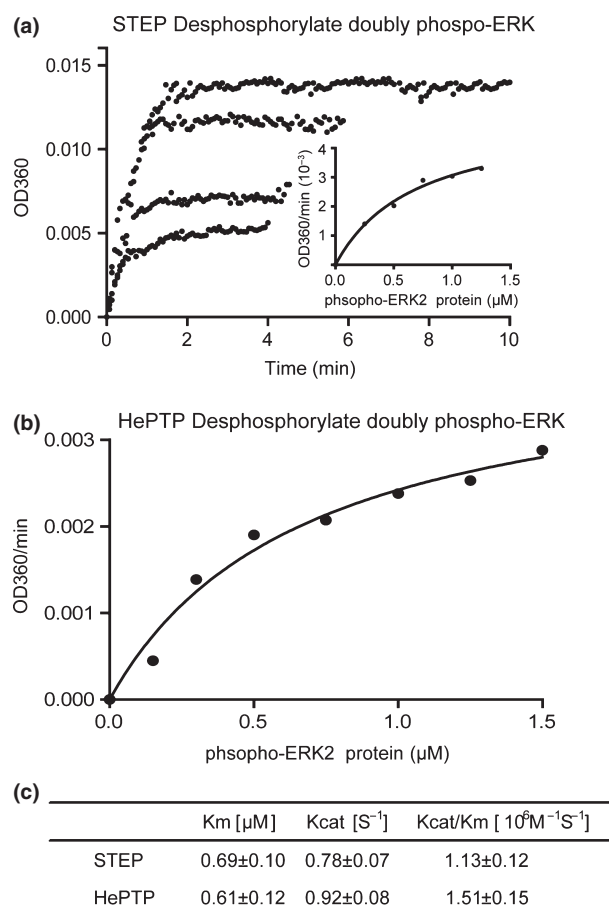 (a) STEP Desphosphorylate doubly phospo-ERK
0.015
0.010
0.005
0.000
OD360
0 2 4 6 8 10
Time (min)
4
3
2
1
OD360/min (10⁻³)
0.0 0.5 1.0 1.5
phsopho-ERK2 protein (μM)
(b) HePTP Desphosphorylate doubly phospho-ERK
0.003
0.002
0.001
0.000
OD360/min
0.0 0.5 1.0 1.5
phsopho-ERK2 protein (μM)
(c)
Km [μM] Kcat [S⁻¹] Kcat/Km [ 10⁶M⁻¹S⁻¹]
STEP 0.69±0.10 0.78±0.07 1.13±0.12
HePTP 0.61±0.12 0.92±0.08 1.51±0.15